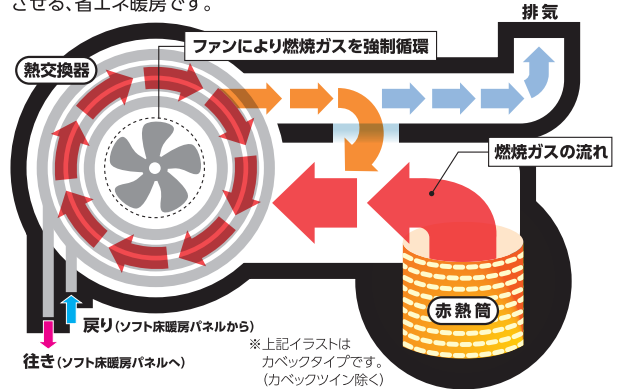 させる、省エネ暖房です。
排気
ファンにより燃焼ガスを強制循環
熱交換器
燃焼ガスの流れ
赤熱筒
戻り(ソフト床暖房パネルから)
往き(ソフト床暖房パネルへ)
※上記イラストは
カベックタイプです。
(カベックツイン除く)